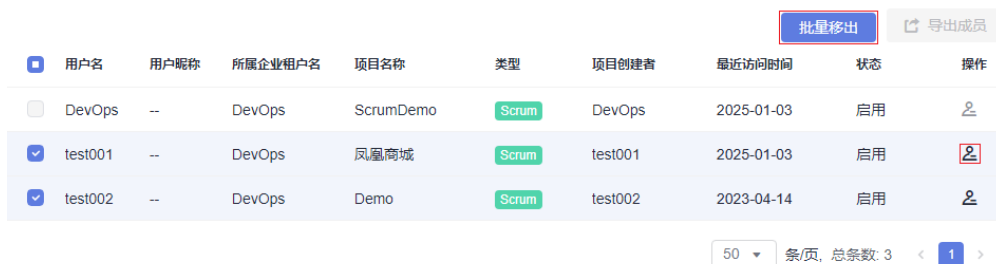 批量移出 导出成员
用户名 用户昵称 所属企业租户名 项目名称 类型 项目创建者 最近访问时间 状态 操作
DevOps -- DevOps ScrumDemo Scrum DevOps 2025-01-03 启用
test001 -- DevOps 凤凰商城 Scrum test001 2025-01-03 启用
test002 -- DevOps Demo Scrum test002 2023-04-14 启用
50 条/页, 总条数: 3 < 1 >